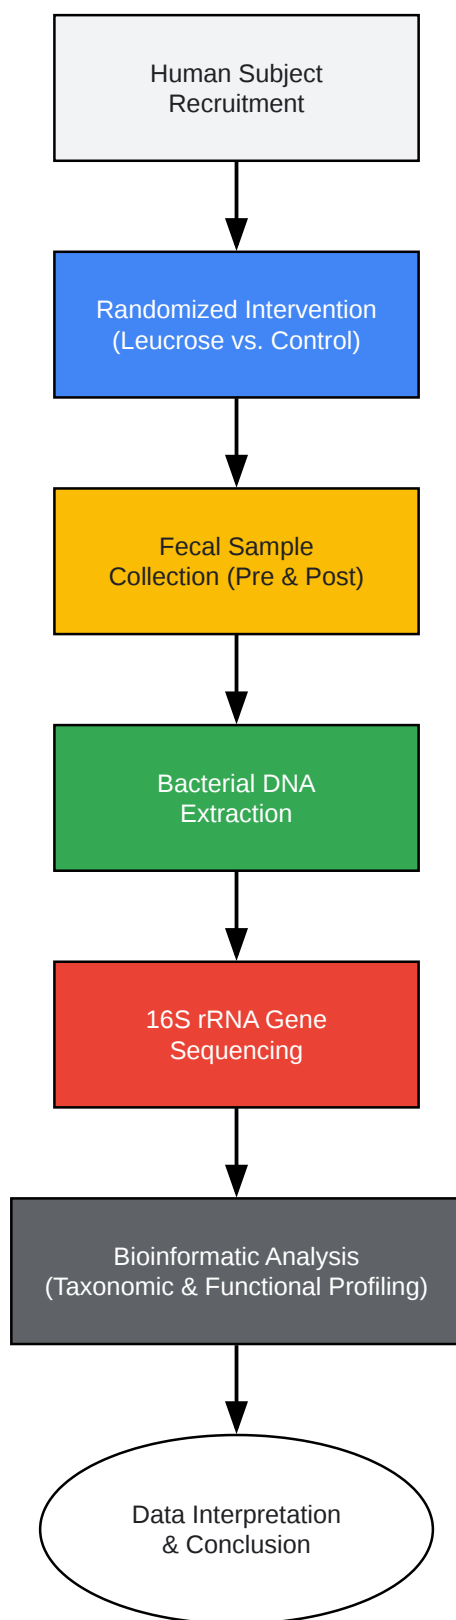 Human Subject
Recruitment
Randomized Intervention
(Leucrose vs. Control)
Fecal Sample
Collection (Pre & Post)
Bacterial DNA
Extraction
16S rRNA Gene
Sequencing
Bioinformatic Analysis
(Taxonomic & Functional Profiling)
Data Interpretation
& Conclusion